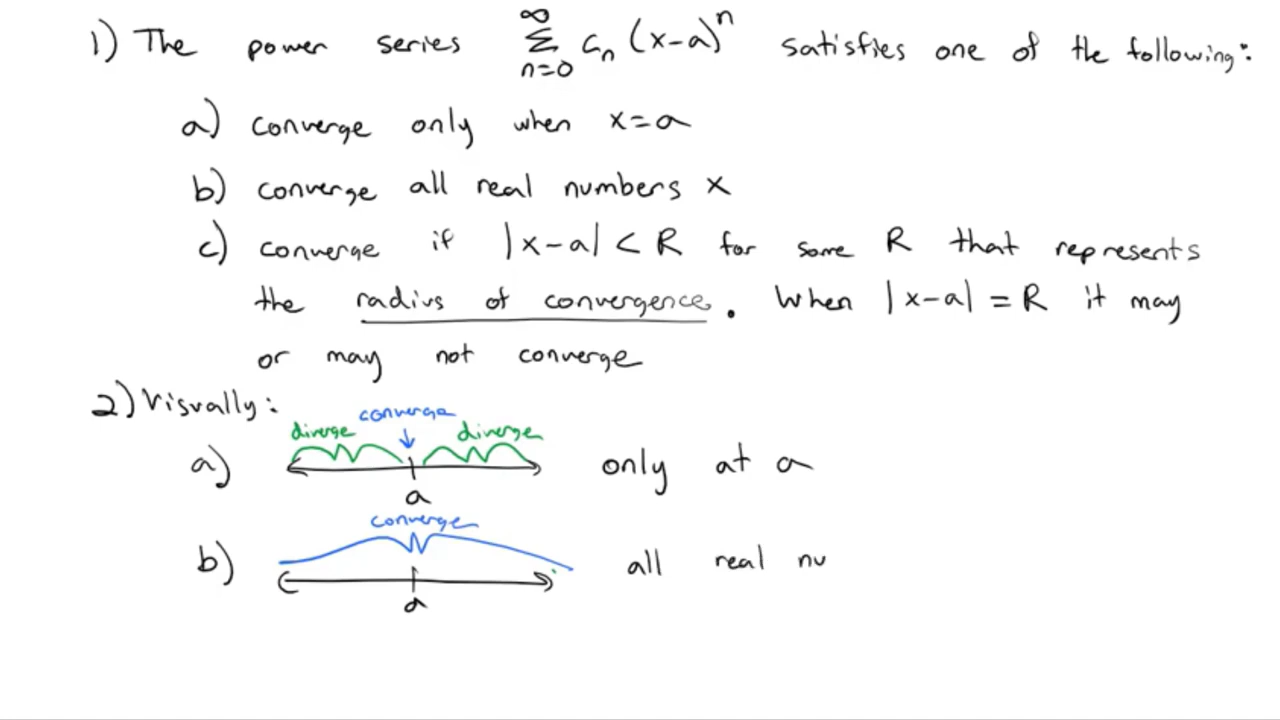 1) The power series ∞ Σ n=0 cₙ (x-a)ⁿ satisfies one of the following:
a) converge only when x=a
b) converge all real numbers x
c) converge if |x-a| < R for some R that represents
the radius of convergence. When |x-a| = R it may
or may not converge
2) Visually:
converge
diverge diverge
a) only at a
a
converge
b) all real nu
a